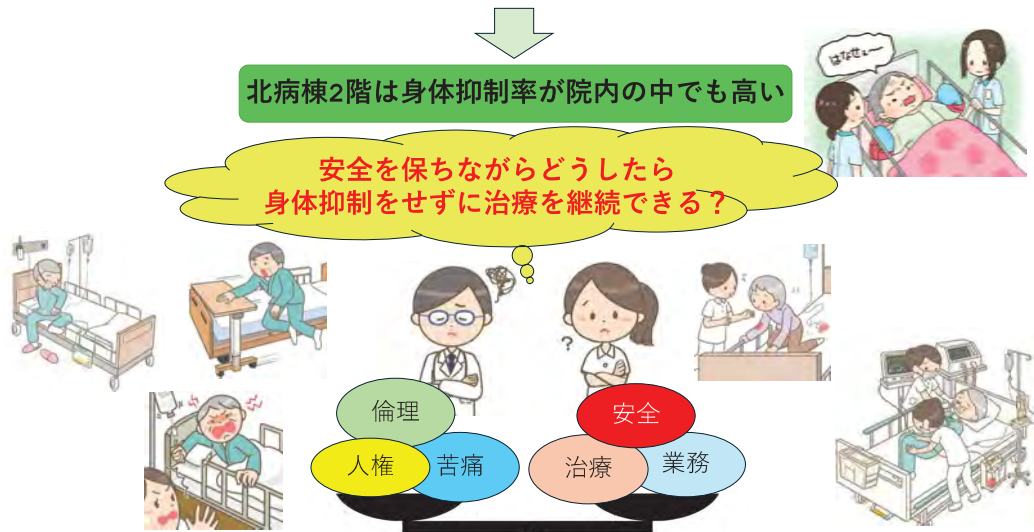 北病棟2階は身体抑制率が院内の中でも高い
はなせぇー
安全を保ちながらどうしたら
身体抑制をせずに治療を継続できる？
?
倫理
人権
苦痛
安全
治療
業務